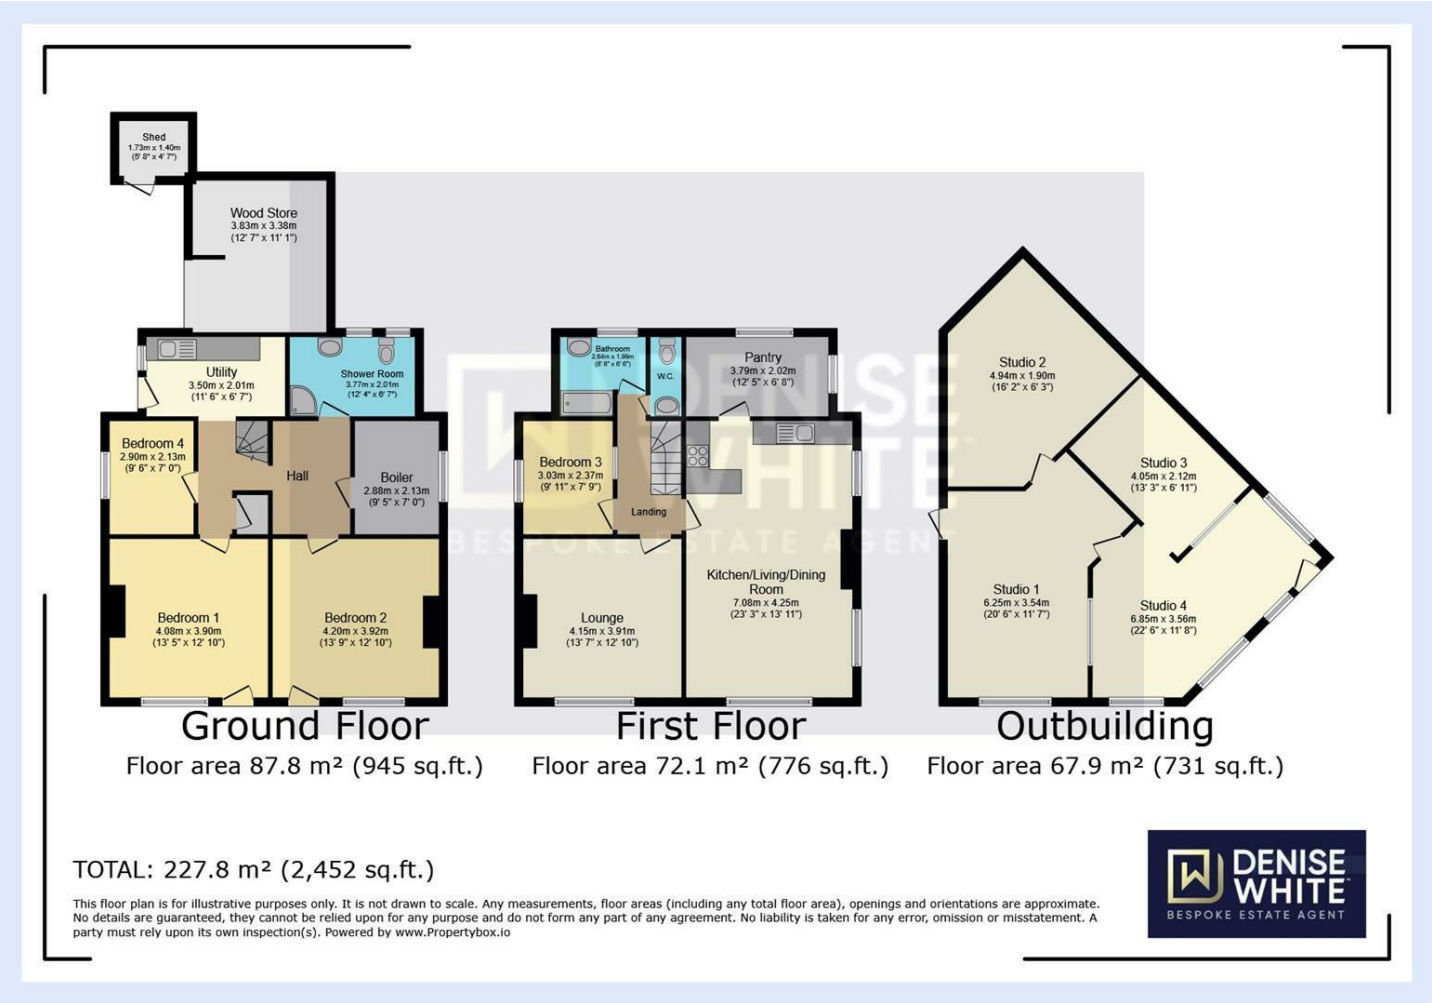 Shed
1.73m x 1.40m
(5' 8" x 4' 7")
Wood Store
3.83m x 3.38m
(12' 7" x 11' 1")
Utility
3.50m x 2.01m
(11' 6" x 6' 7")
Shower Room
3.77m x 2.01m
(12' 4" x 6' 7")
Bedroom 4
2.90m x 2.13m
(9' 6" x 7' 0")
Hall
Boiler
2.88m x 2.13m
(9' 5" x 7' 0")
Bedroom 1
4.08m x 3.90m
(13' 5" x 12' 10")
Bedroom 2
4.20m x 3.92m
(13' 9" x 12' 10")
Ground Floor
Floor area 87.8 m² (945 sq.ft.)
Bathroom
2.64m x 1.99m
(8' 8" x 6' 6")
W.C.
Pantry
3.79m x 2.02m
(12' 5" x 6' 8")
Bedroom 3
3.03m x 2.37m
(9' 11" x 7' 9")
Landing
Kitchen/Living/Dining
Room
7.08m x 4.25m
(23' 3" x 13' 11")
Lounge
4.15m x 3.91m
(13' 7" x 12' 10")
First Floor
Floor area 72.1 m² (776 sq.ft.)
Studio 2
4.94m x 1.90m
(16' 2" x 6' 3")
Studio 3
4.05m x 2.12m
(13' 3" x 6' 11")
Studio 1
6.25m x 3.54m
(20' 6" x 11' 7")
Studio 4
6.85m x 3.56m
(22' 6" x 11' 8")
Outbuilding
Floor area 67.9 m² (731 sq.ft.)
DENISE
WHITE
BESPOKE ESTATE AGENT
TOTAL: 227.8 m² (2,452 sq.ft.)
This floor plan is for illustrative purposes only. It is not drawn to scale. Any measurements, floor areas (including any total floor area), openings and orientations are approximate.
No details are guaranteed, they cannot be relied upon for any purpose and do not form any part of any agreement. No liability is taken for any error, omission or misstatement. A
party must rely upon its own inspection(s). Powered by www.Propertybox.io
DENISE
WHITE™
BESPOKE ESTATE AGENT